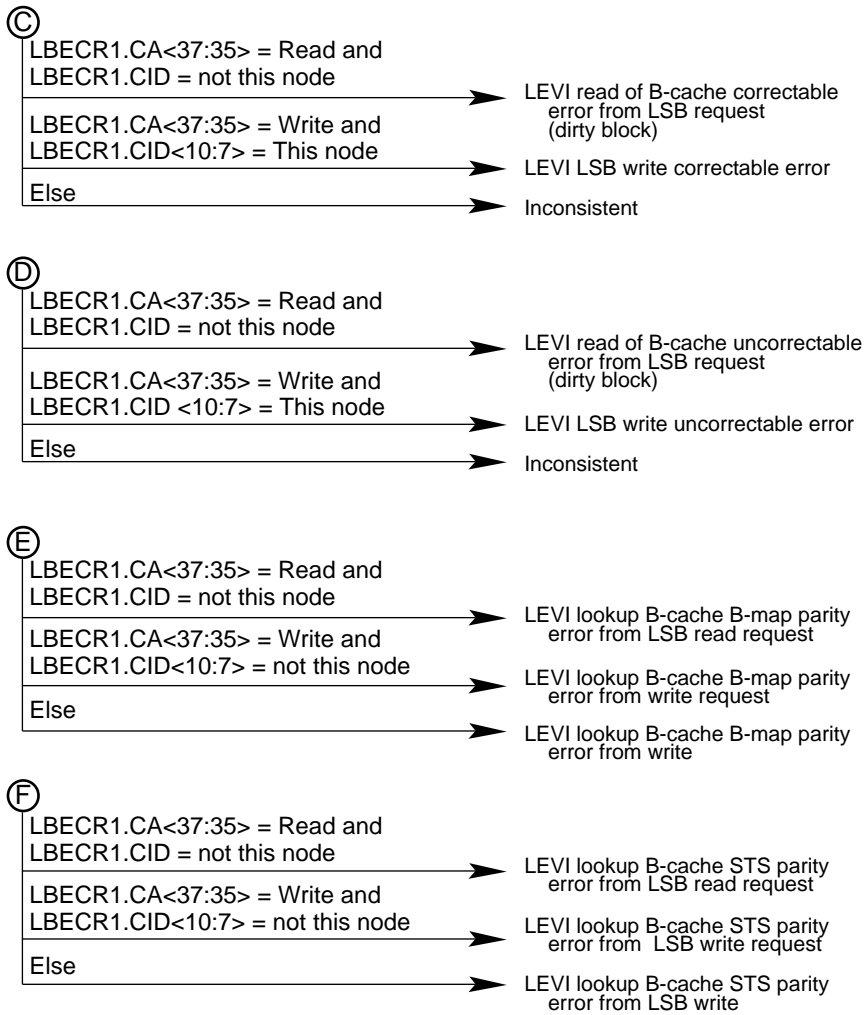 C
LBECR1.CA<37:35> = Read and
LBECR1.CID = not this node
LEVI read of B-cache correctable
error from LSB request
(dirty block)
LBECR1.CA<37:35> = Write and
LBECR1.CID<10:7> = This node
LEVI LSB write correctable error
Else
Inconsistent
D
LBECR1.CA<37:35> = Read and
LBECR1.CID = not this node
LEVI read of B-cache uncorrectable
error from LSB request
(dirty block)
LBECR1.CA<37:35> = Write and
LBECR1.CID <10:7> = This node
LEVI LSB write uncorrectable error
Else
Inconsistent
E
LBECR1.CA<37:35> = Read and
LBECR1.CID = not this node
LEVI lookup B-cache B-map parity
error from LSB read request
LBECR1.CA<37:35> = Write and
LBECR1.CID<10:7> = not this node
LEVI lookup B-cache B-map parity
error from write request
Else
LEVI lookup B-cache B-map parity
error from write
F
LBECR1.CA<37:35> = Read and
LBECR1.CID = not this node
LEVI lookup B-cache STS parity
error from LSB read request
LBECR1.CA<37:35> = Write and
LBECR1.CID<10:7> = not this node
LEVI lookup B-cache STS parity
error from  LSB write request
Else
LEVI lookup B-cache STS parity
error from LSB write